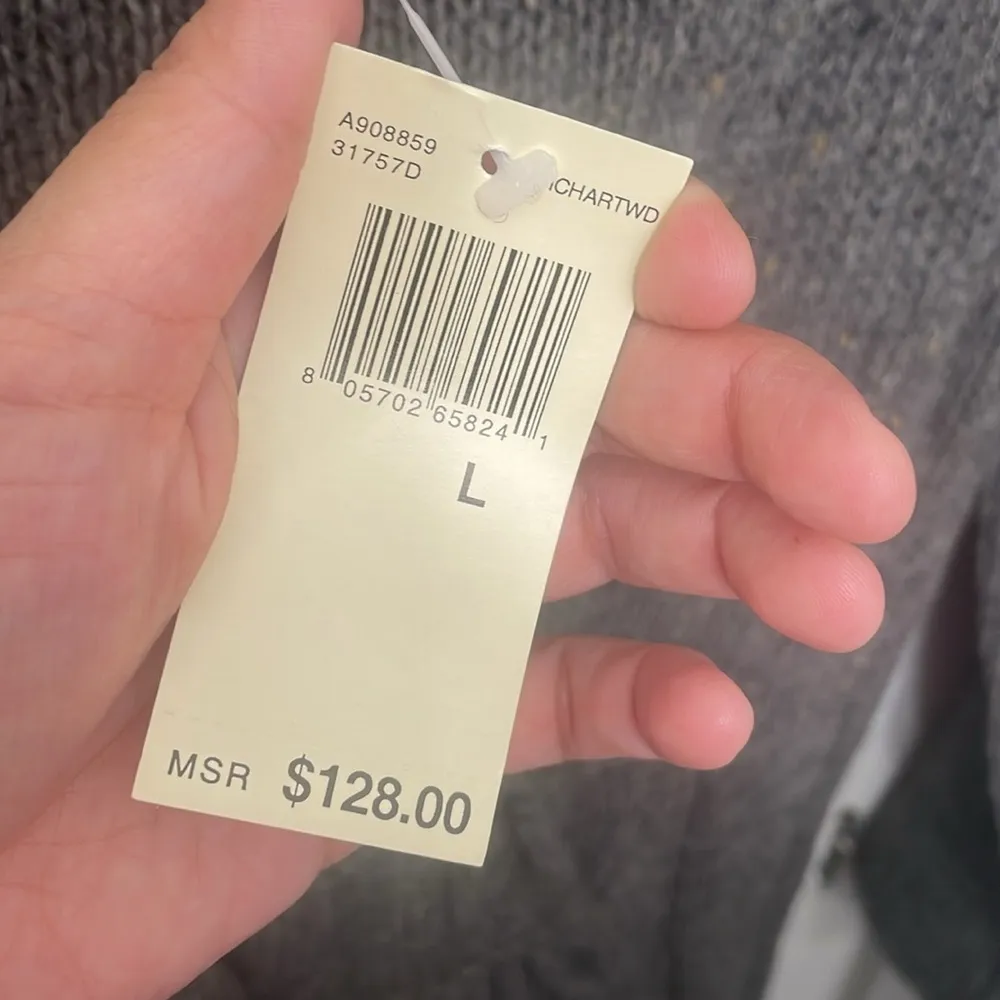 A908859
31757D
CHARTWD
8 05702 65824 1
L
MSR $128.00